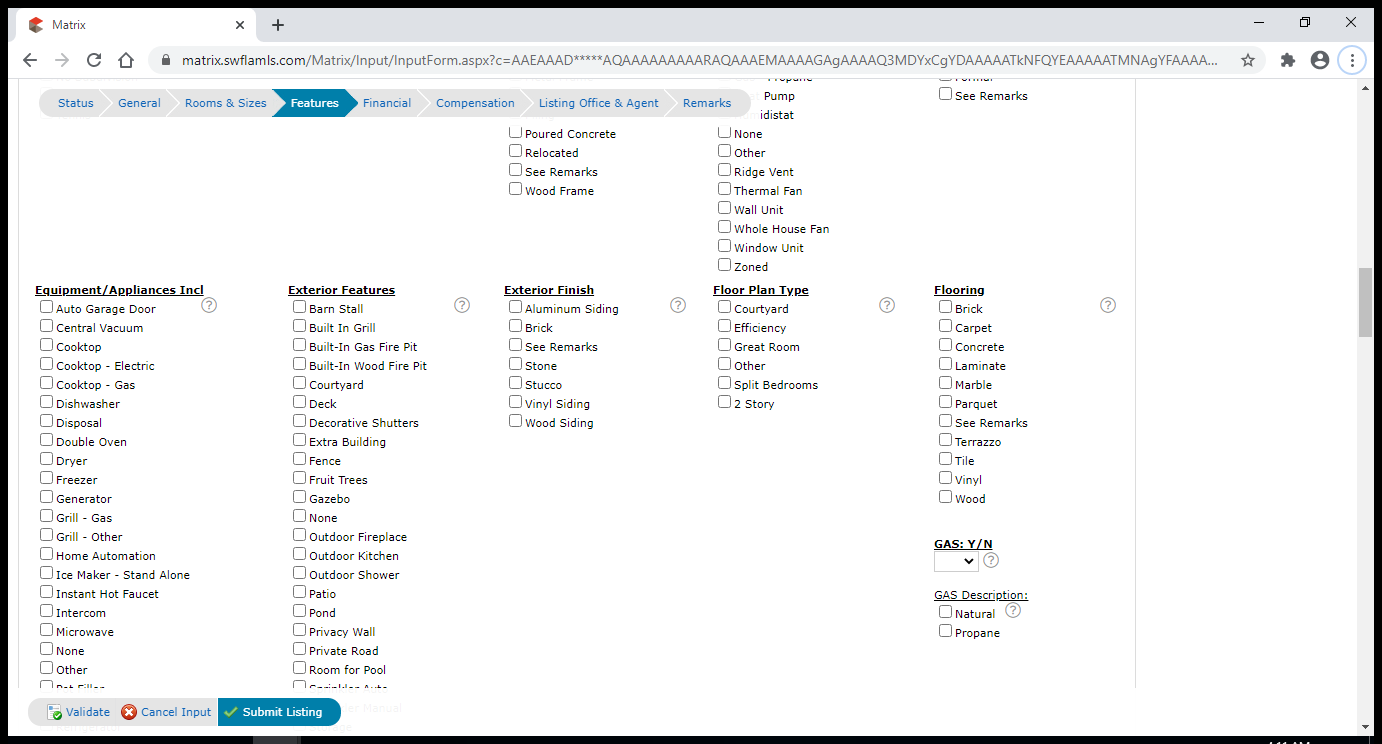 Matrix
matrix.swflamls.com/Matrix/Input/InputForm.aspx?c=AAEAAAD*****AQAAAAAAAAARAQAAAEMAAAAGAgAAAAQ3MDYxCgYDAAAAATkNFQYEAAAAATMNAgYFAAAA...
Status
General
Rooms & Sizes
Features
Financial
Compensation
Listing Office & Agent
Remarks
Poured Concrete
Relocated
See Remarks
Wood Frame
Propane
Pump
idistat
None
Other
Ridge Vent
Thermal Fan
Wall Unit
Whole House Fan
Window Unit
Zoned
Formal
See Remarks
Equipment/Appliances Incl
Auto Garage Door
Central Vacuum
Cooktop
Cooktop - Electric
Cooktop - Gas
Dishwasher
Disposal
Double Oven
Dryer
Freezer
Generator
Grill - Gas
Grill - Other
Home Automation
Ice Maker - Stand Alone
Instant Hot Faucet
Intercom
Microwave
None
Other
Pot Filler
Exterior Features
Barn Stall
Built In Grill
Built-In Gas Fire Pit
Built-In Wood Fire Pit
Courtyard
Deck
Decorative Shutters
Extra Building
Fence
Fruit Trees
Gazebo
None
Outdoor Fireplace
Outdoor Kitchen
Outdoor Shower
Patio
Pond
Privacy Wall
Private Road
Room for Pool
Sprinkler Auto
Exterior Finish
Aluminum Siding
Brick
See Remarks
Stone
Stucco
Vinyl Siding
Wood Siding
Floor Plan Type
Courtyard
Efficiency
Great Room
Other
Split Bedrooms
2 Story
Flooring
Brick
Carpet
Concrete
Laminate
Marble
Parquet
See Remarks
Terrazzo
Tile
Vinyl
Wood
GAS: Y/N
GAS Description:
Natural
Propane
Validate
Cancel Input
Submit Listing